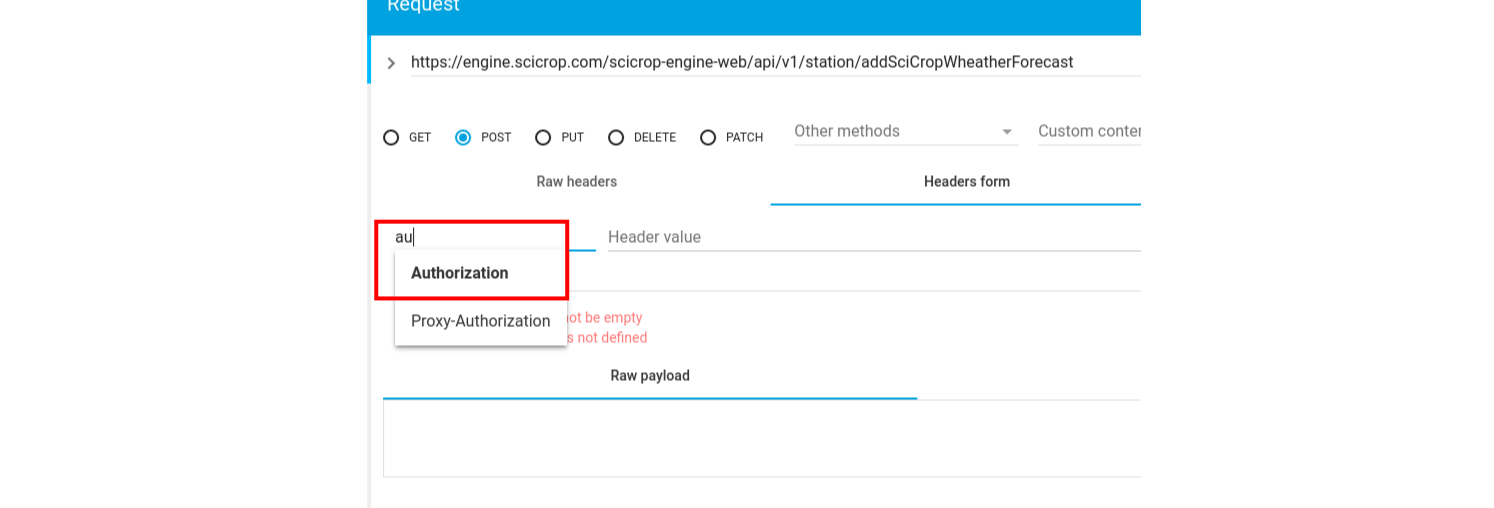 Request
https://engine.scicrop.com/scicrop-engine-web/api/v1/station/addSciCropWheatherForecast
GET POST PUT DELETE PATCH Other methods Custom conter
Raw headers Headers form
au Header value
Authorization
Proxy-Authorization
not be empty
s not defined
Raw payload